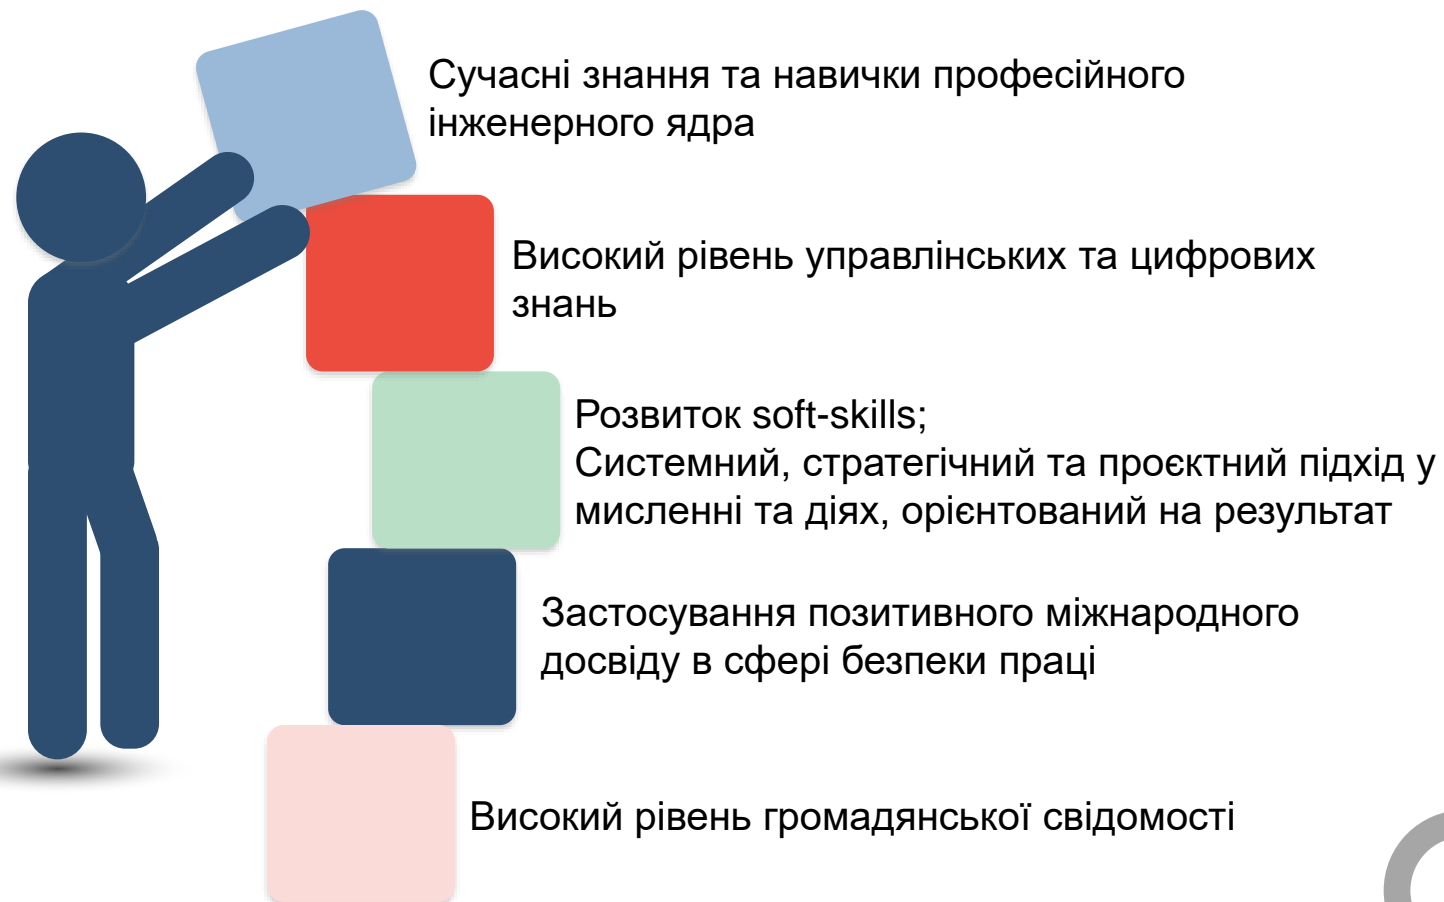 Сучасні знання та навички професійного
інженерного ядра
Високий рівень управлінських та цифрових
знань
Розвиток soft-skills;
Системний, стратегічний та проєктний підхід у
мисленні та діях, орієнтований на результат
Застосування позитивного міжнародного
досвіду в сфері безпеки праці
Високий рівень громадянської свідомості